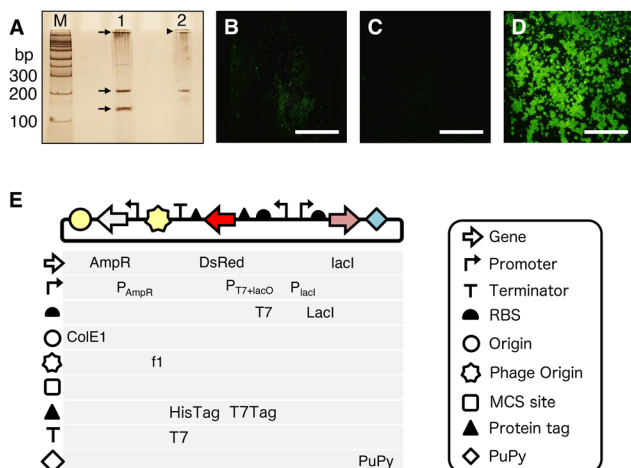 A
M 1 2
bp
300
200
100
B
C
D
E
AmpR DsRed lacI
PAmpR PT7+lacO PlacI
T7 LacI
ColE1
f1
HisTag T7Tag
T7
PuPy
Gene
Promoter
Terminator
RBS
Origin
Phage Origin
MCS site
Protein tag
PuPy